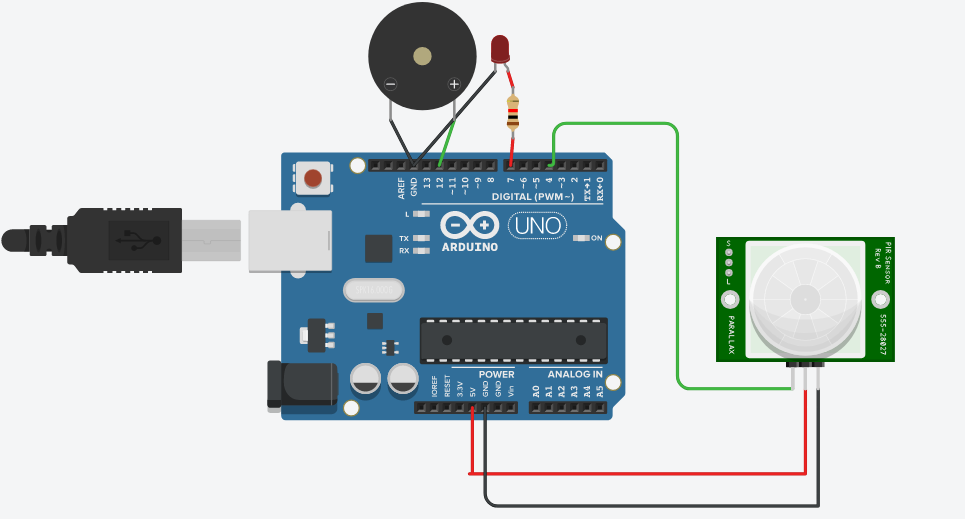 AREF
GND
13
12
~11
~10
~9
8
7
~6
~5
4
~3
2
TX→1
RX←0
DIGITAL (PWM~)
L
TX
RX
ARDUINO
UNO
ON
POWER
ANALOG IN
IOREF
RESET
3.3V
5V
GND
GND
Vin
A0
A1
A2
A3
A4
A5
S
L
PARALLAX
PIR SENSOR
REV B
555-28027